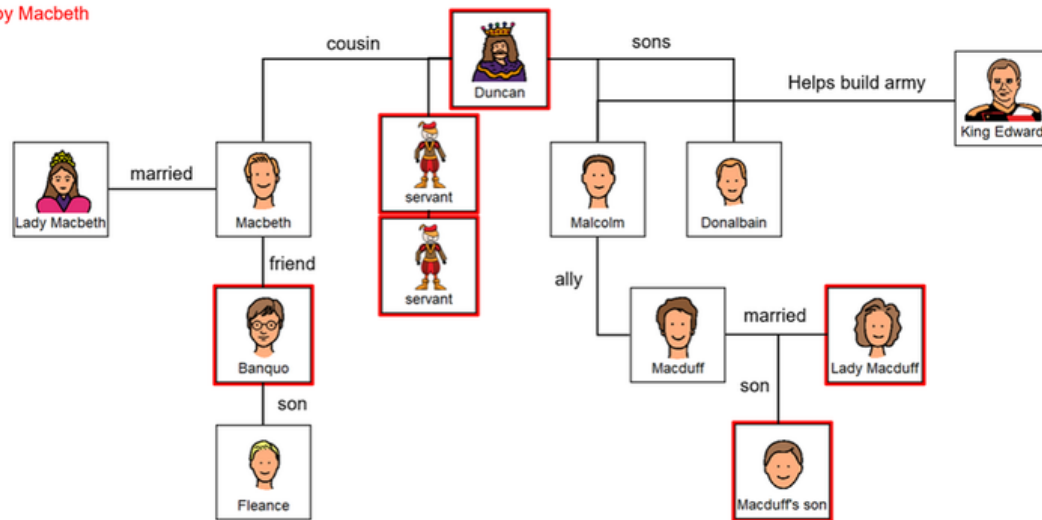 by Macbeth
cousin
sons
Duncan
Helps build army
King Edward
servant
married
Lady Macbeth
Macbeth
Malcolm
Donalbain
friend
servant
ally
married
Banquo
Macduff
Lady Macduff
son
son
Fleance
Macduff's son